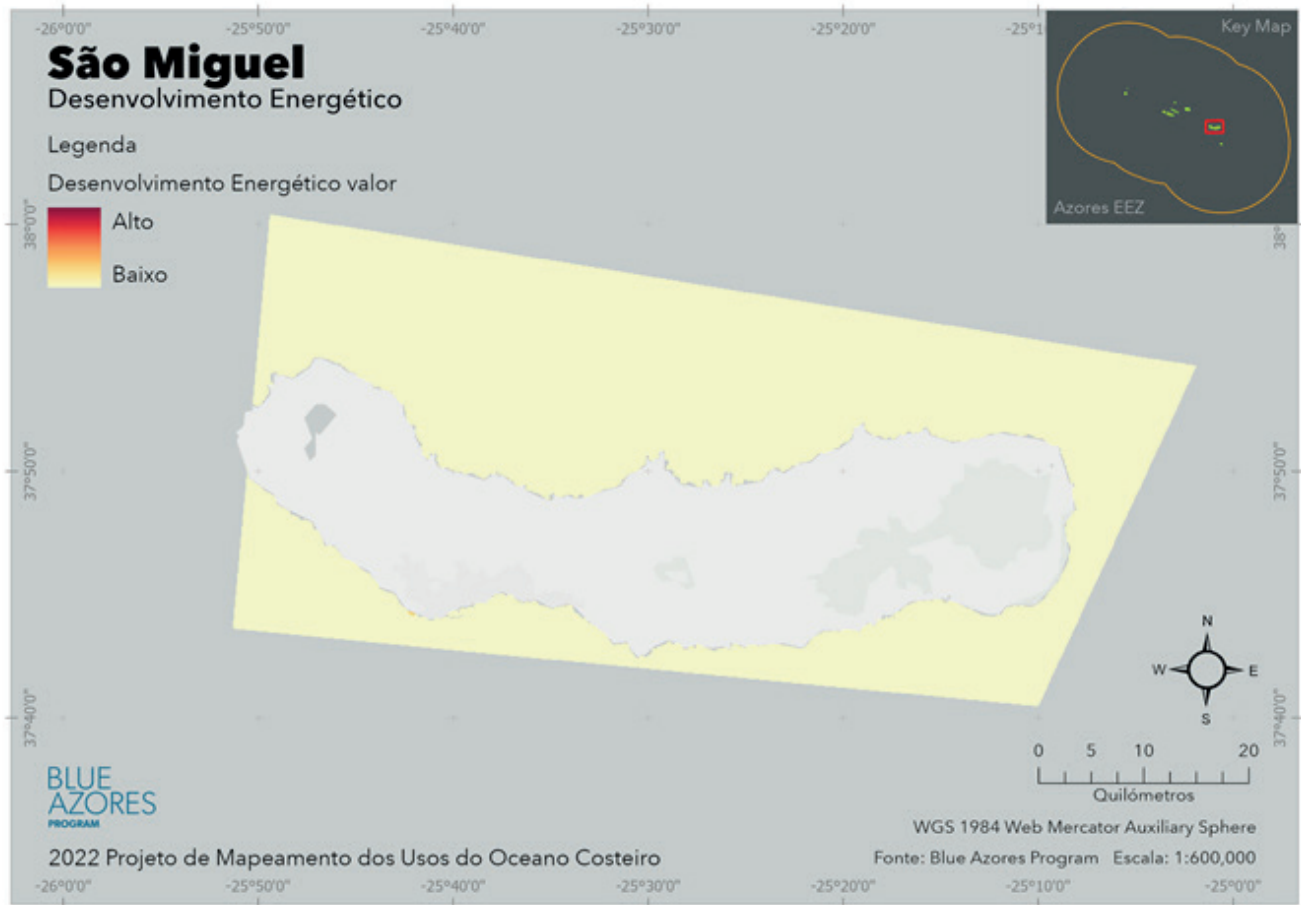 -26°0'0"
-25°50'0"
-25°40'0"
-25°30'0"
-25°20'0"
São Miguel
Desenvolvimento Energético
Legenda
Desenvolvimento Energético valor
Alto
Baixo
Key Map
Azores EEZ
38°0'0"
37°50'0"
37°50'0"
37°40'0"
37°40'0"
N
W
E
S
0 5 10 20
Quilómetros
BLUE
AZORES
PROGRAM
WGS 1984 Web Mercator Auxiliary Sphere
2022 Projeto de Mapeamento dos Usos do Oceano Costeiro
Fonte: Blue Azores Program Escala: 1:600,000
-26°0'0"
-25°50'0"
-25°40'0"
-25°30'0"
-25°20'0"
-25°10'0"
-25°0'0"